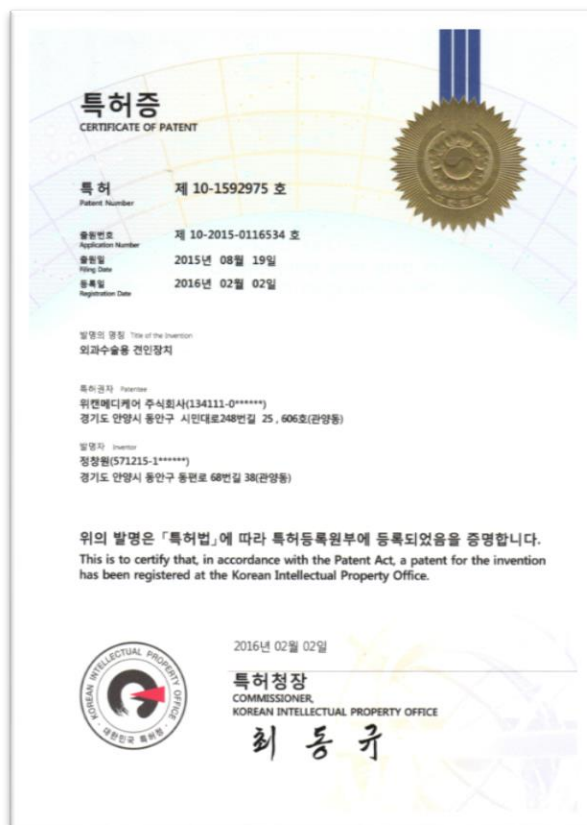 특허증
CERTIFICATE OF PATENT
특 허 제 10-1592975 호
Patent Number
출원번호 제 10-2015-0116534 호
Application Number
출원일 2015년 08월 19일
Filing Date
등록일 2016년 02월 02일
Registration Date
발명의 명칭 Title of the Invention
외과수술용 견인장치
특허권자 Patentee
위캔메디케어 주식회사(134111-0******)
경기도 안양시 동안구 시민대로248번길 25 , 606호(관양동)
발명자 Inventor
정창원(571215-1******)
경기도 안양시 동안구 동편로 68번길 38(관양동)
위의 발명은 「특허법」에 따라 특허등록원부에 등록되었음을 증명합니다.
This is to certify that, in accordance with the Patent Act, a patent for the invention
has been registered at the Korean Intellectual Property Office.
2016년 02월 02일
특허청장
COMMISSIONER,
KOREAN INTELLECTUAL PROPERTY OFFICE
최동규
KOREAN INTELLECTUAL PROPERTY OFFICE
대한민국 특허청